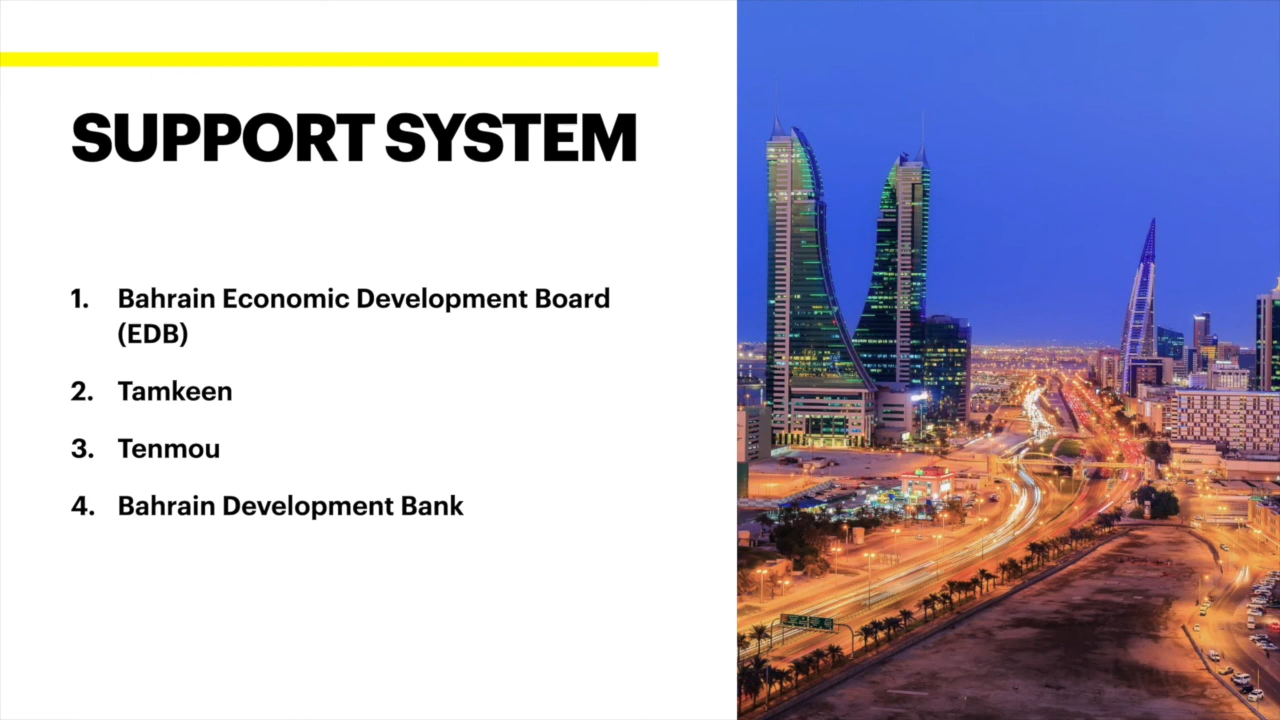 SUPPORT SYSTEM
1. Bahrain Economic Development Board
(EDB)
2. Tamkeen
3. Tenmou
4. Bahrain Development Bank